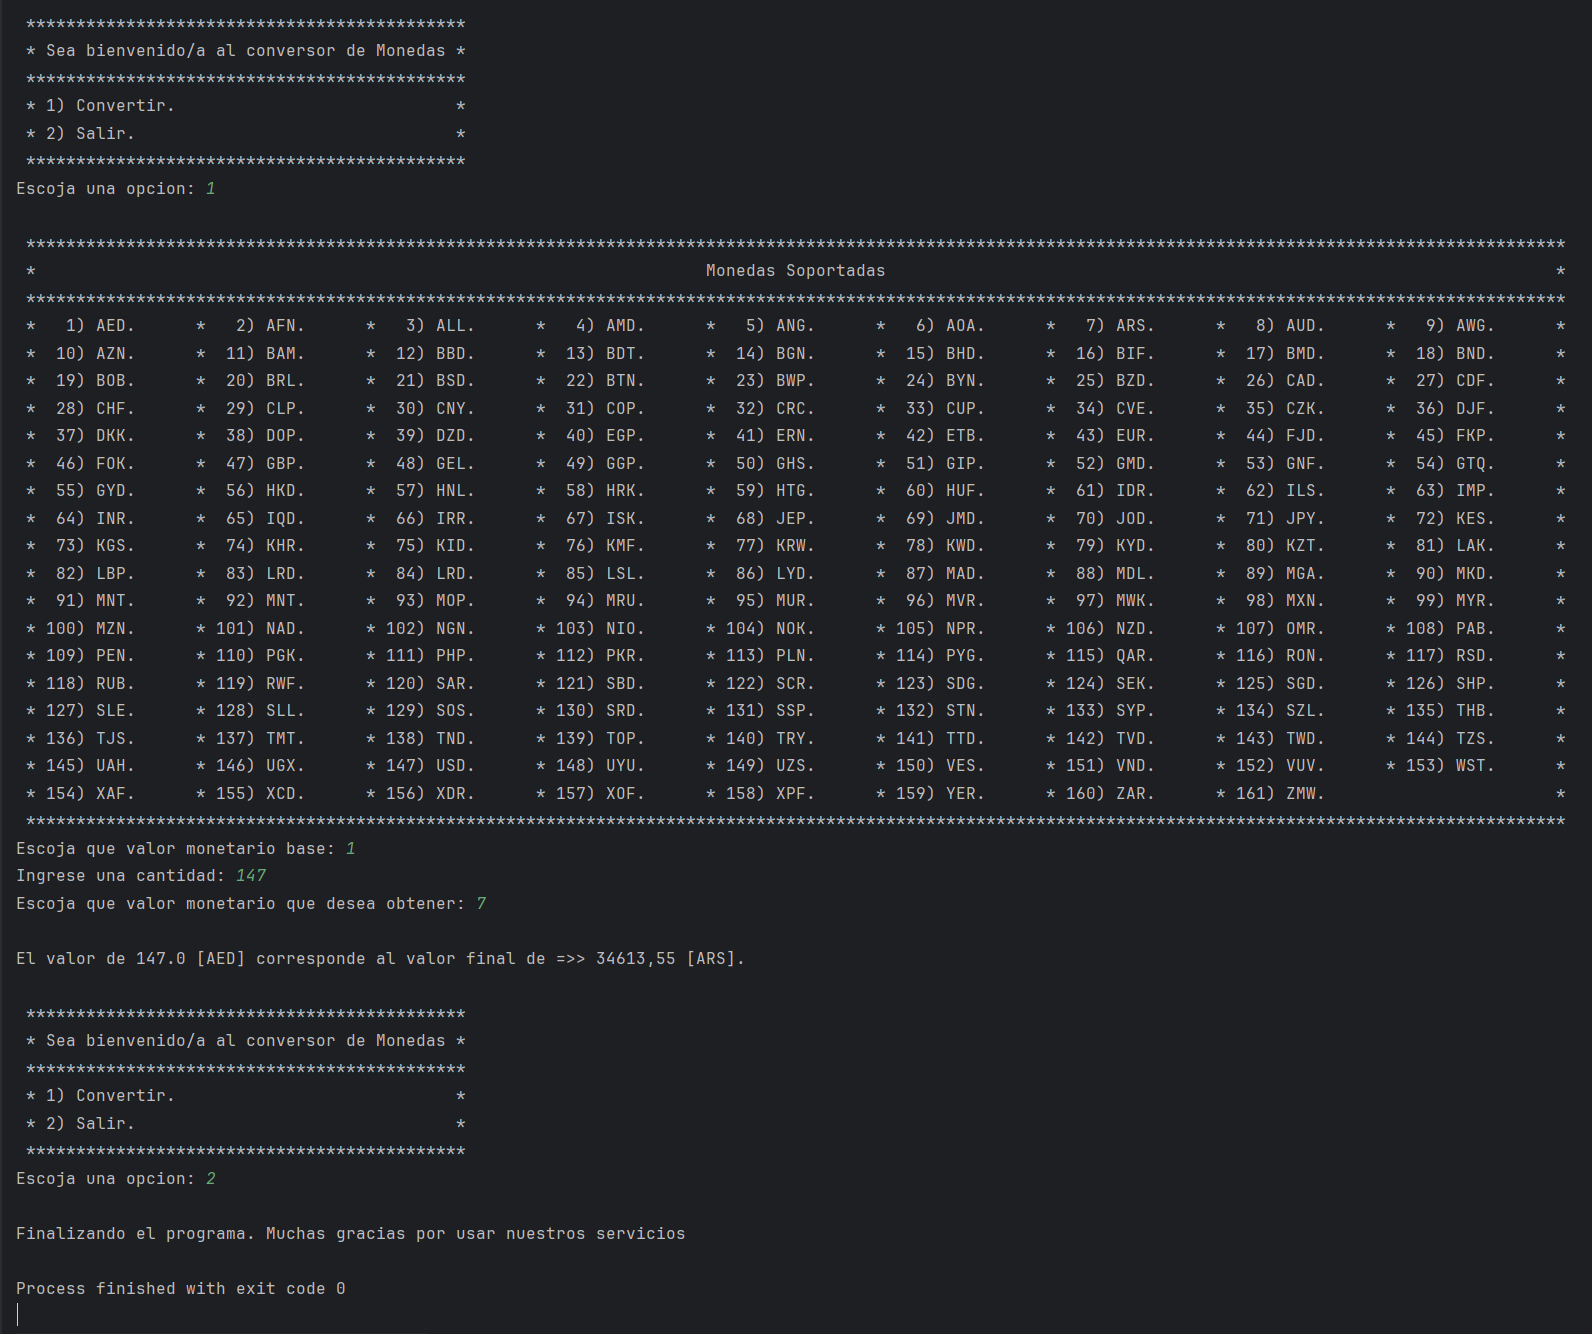 *******************************************
* Sea bienvenido/a al conversor de Monedas *
*******************************************
* 1) Convertir. *
* 2) Salir. *
*******************************************
Escoja una opcion: 1
**********************************************************************************************************************************************************
* Monedas Soportadas *
**********************************************************************************************************************************************************
* 1) AED. * 2) AFN. * 3) ALL. * 4) AMD. * 5) ANG. * 6) AOA. * 7) ARS. * 8) AUD. * 9) AWG. *
* 10) AZN. * 11) BAM. * 12) BBD. * 13) BDT. * 14) BGN. * 15) BHD. * 16) BIF. * 17) BMD. * 18) BND. *
* 19) BOB. * 20) BRL. * 21) BSD. * 22) BTN. * 23) BWP. * 24) BYN. * 25) BZD. * 26) CAD. * 27) CDF. *
* 28) CHF. * 29) CLP. * 30) CNY. * 31) COP. * 32) CRC. * 33) CUP. * 34) CVE. * 35) CZK. * 36) DJF. *
* 37) DKK. * 38) DOP. * 39) DZD. * 40) EGP. * 41) ERN. * 42) ETB. * 43) EUR. * 44) FJD. * 45) FKP. *
* 46) FOK. * 47) GBP. * 48) GEL. * 49) GGP. * 50) GHS. * 51) GIP. * 52) GMD. * 53) GNF. * 54) GTQ. *
* 55) GYD. * 56) HKD. * 57) HNL. * 58) HRK. * 59) HTG. * 60) HUF. * 61) IDR. * 62) ILS. * 63) IMP. *
* 64) INR. * 65) IQD. * 66) IRR. * 67) ISK. * 68) JEP. * 69) JMD. * 70) JOD. * 71) JPY. * 72) KES. *
* 73) KGS. * 74) KHR. * 75) KID. * 76) KMF. * 77) KRW. * 78) KWD. * 79) KYD. * 80) KZT. * 81) LAK. *
* 82) LBP. * 83) LRD. * 84) LRD. * 85) LSL. * 86) LYD. * 87) MAD. * 88) MDL. * 89) MGA. * 90) MKD. *
* 91) MNT. * 92) MNT. * 93) MOP. * 94) MRU. * 95) MUR. * 96) MVR. * 97) MWK. * 98) MXN. * 99) MYR. *
* 100) MZN. * 101) NAD. * 102) NGN. * 103) NIO. * 104) NOK. * 105) NPR. * 106) NZD. * 107) OMR. * 108) PAB. *
* 109) PEN. * 110) PGK. * 111) PHP. * 112) PKR. * 113) PLN. * 114) PYG. * 115) QAR. * 116) RON. * 117) RSD. *
* 118) RUB. * 119) RWF. * 120) SAR. * 121) SBD. * 122) SCR. * 123) SDG. * 124) SEK. * 125) SGD. * 126) SHP. *
* 127) SLE. * 128) SLL. * 129) SOS. * 130) SRD. * 131) SSP. * 132) STN. * 133) SYP. * 134) SZL. * 135) THB. *
* 136) TJS. * 137) TMT. * 138) TND. * 139) TOP. * 140) TRY. * 141) TTD. * 142) TVD. * 143) TWD. * 144) TZS. *
* 145) UAH. * 146) UGX. * 147) USD. * 148) UYU. * 149) UZS. * 150) VES. * 151) VND. * 152) VUV. * 153) WST. *
* 154) XAF. * 155) XCD. * 156) XDR. * 157) XOF. * 158) XPF. * 159) YER. * 160) ZAR. * 161) ZMW. *
**********************************************************************************************************************************************************
Escoja que valor monetario base: 1
Ingrese una cantidad: 147
Escoja que valor monetario que desea obtener: 7
El valor de 147.0 [AED] corresponde al valor final de =>> 34613,55 [ARS].
*******************************************
* Sea bienvenido/a al conversor de Monedas *
*******************************************
* 1) Convertir. *
* 2) Salir. *
*******************************************
Escoja una opcion: 2
Finalizando el programa. Muchas gracias por usar nuestros servicios
Process finished with exit code 0